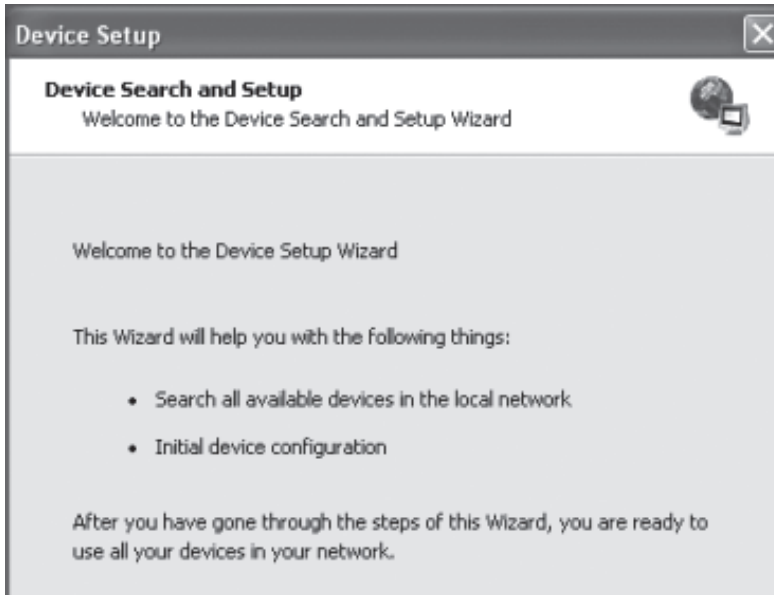 Device Setup
Device Search and Setup
Welcome to the Device Search and Setup Wizard
Welcome to the Device Setup Wizard
This Wizard will help you with the following things:
• Search all available devices in the local network
• Initial device configuration
After you have gone through the steps of this Wizard, you are ready to
use all your devices in your network.